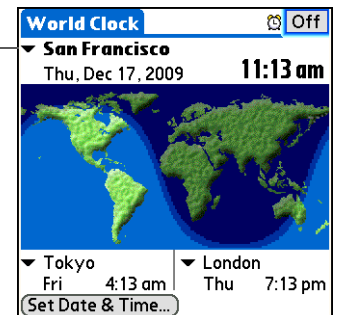 World Clock Off
San Francisco
Thu, Dec 17, 2009 11:13 am
Tokyo London
Fri 4:13 am Thu 7:13 pm
Set Date & Time...